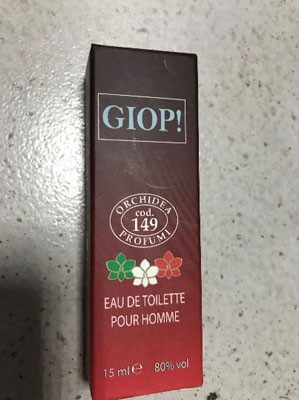 GIOP!
ORCHIDEA
cod.
149
PROFUMI
EAU DE TOILETTE
POUR HOMME
15 ml℮ 80% vol